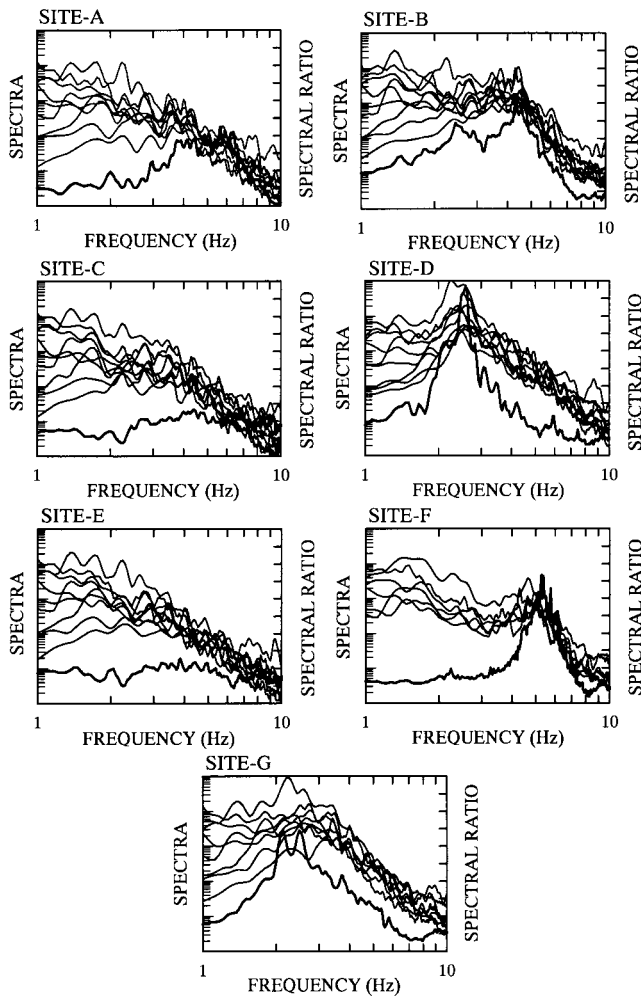 SITE-A
SPECTRA
SPECTRAL RATIO
1
10
FREQUENCY (Hz)
SITE-B
SPECTRA
SPECTRAL RATIO
1
10
FREQUENCY (Hz)
SITE-C
SPECTRA
SPECTRAL RATIO
1
10
FREQUENCY (Hz)
SITE-D
SPECTRA
SPECTRAL RATIO
1
10
FREQUENCY (Hz)
SITE-E
SPECTRA
SPECTRAL RATIO
1
10
FREQUENCY (Hz)
SITE-F
SPECTRA
SPECTRAL RATIO
1
10
FREQUENCY (Hz)
SITE-G
SPECTRA
SPECTRAL RATIO
1
10
FREQUENCY (Hz)